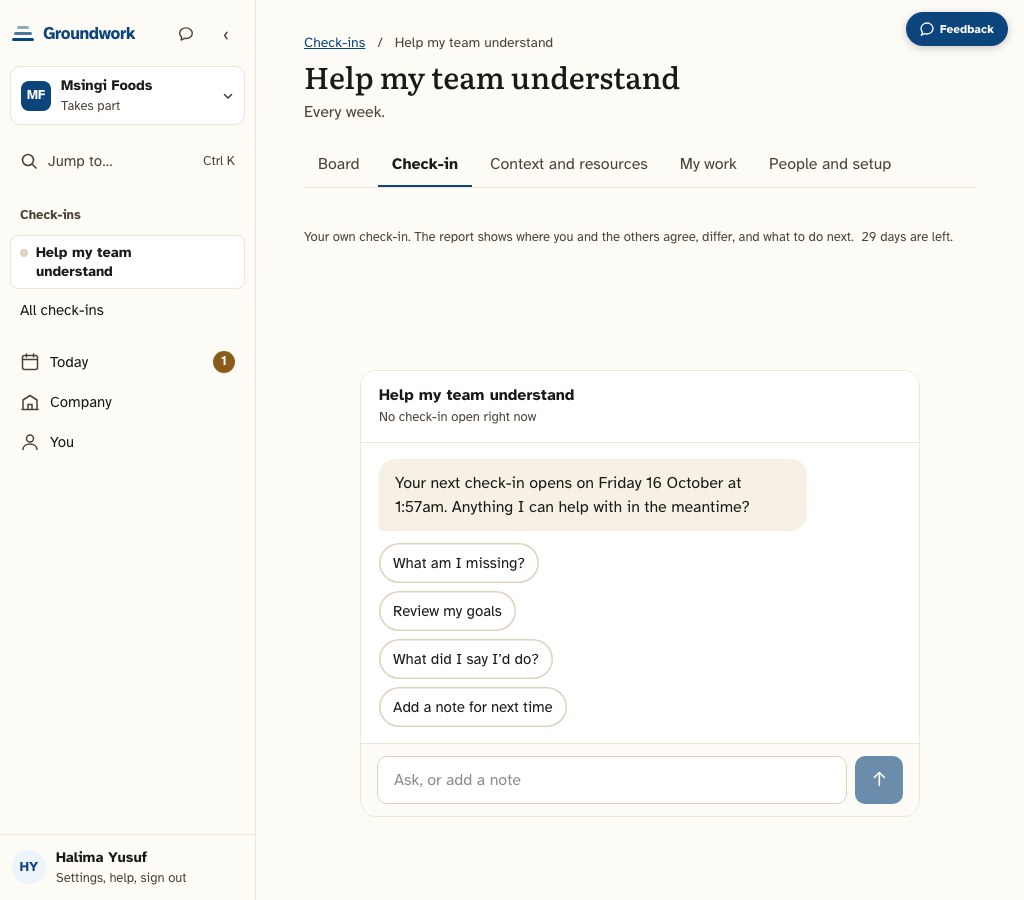 Groundwork
MF
Msingi Foods
Takes part
Jump to...
Ctrl K
Check-ins
Help my team
understand
All check-ins
Today
1
Company
You
HY
Halima Yusuf
Settings, help, sign out
Feedback
Check-ins / Help my team understand
Help my team understand
Every week.
Board
Check-in
Context and resources
My work
People and setup
Your own check-in. The report shows where you and the others agree, differ, and what to do next. 29 days are left.
Help my team understand
No check-in open right now
Your next check-in opens on Friday 16 October at
1:57am. Anything I can help with in the meantime?
What am I missing?
Review my goals
What did I say I'd do?
Add a note for next time
Ask, or add a note